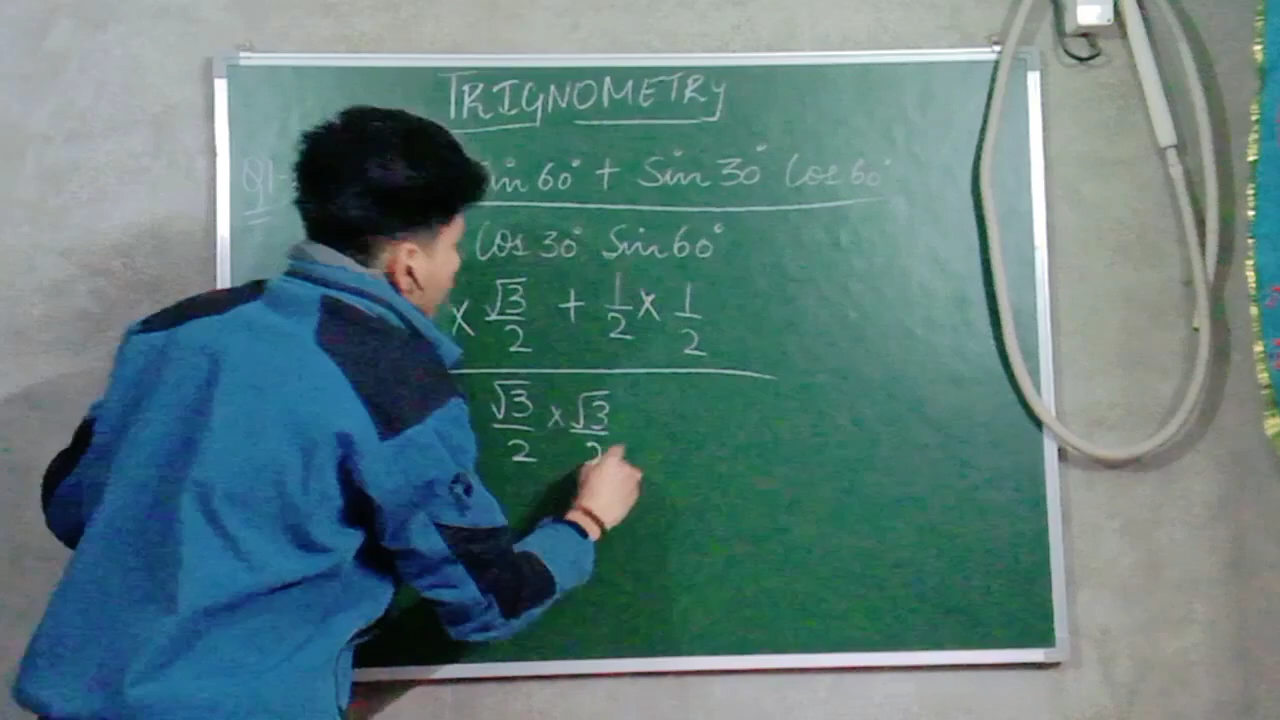 TRIGNOMETRY
Q1- in 60° + Sin 30° Cos 60°
Cos 30° Sin 60°
x √3/2 + 1/2 x 1/2
√3/2 x √3/2